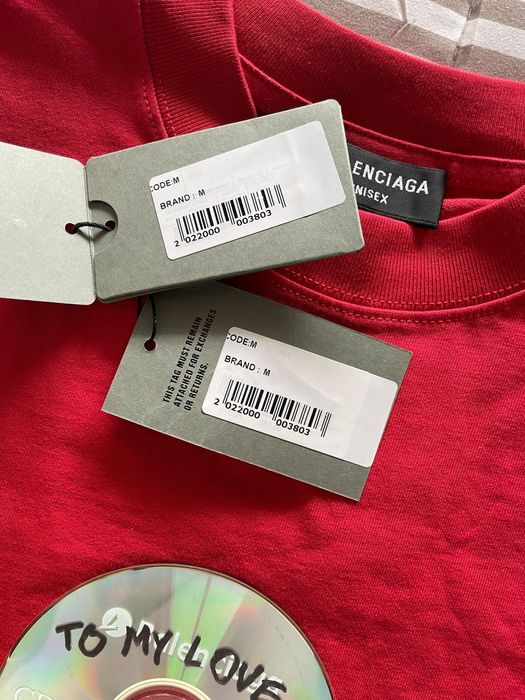 CODE:M
BRAND : M
2 022000 003803
ENCIAGA
NISEX
THIS TAG MUST REMAIN
ATTACHED FOR EXCHANGES
OR RETURNS.
CODE:M
BRAND : M
2 022000 003803
TO MY LOVE